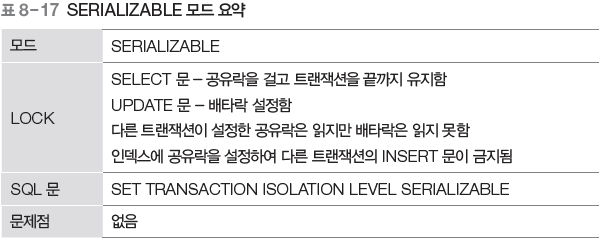 표 8-17 SERIALIZABLE 모드 요약
모드 SERIALIZABLE
LOCK
SELECT 문 – 공유락을 걸고 트랜잭션을 끝까지 유지함
UPDATE 문 – 배타락 설정함
다른 트랜잭션이 설정한 공유락은 읽지만 배타락은 읽지 못함
인덱스에 공유락을 설정하여 다른 트랜잭션의 INSERT 문이 금지됨
SQL 문 SET TRANSACTION ISOLATION LEVEL SERIALIZABLE
문제점 없음